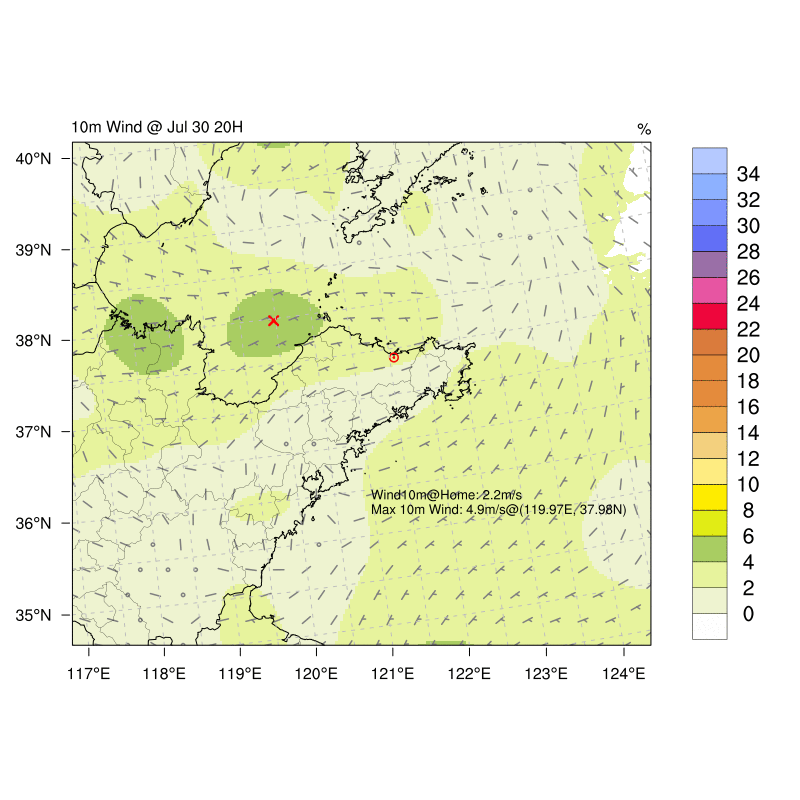 10m Wind @ Jul 30 20H
%
40°N
39°N
38°N
37°N
36°N
35°N
117°E
118°E
119°E
120°E
121°E
122°E
123°E
124°E
Wind10m@Home: 2.2m/s
Max 10m Wind: 4.9m/s@(119.97E, 37.98N)
34
32
30
28
26
24
22
20
18
16
14
12
10
8
6
4
2
0